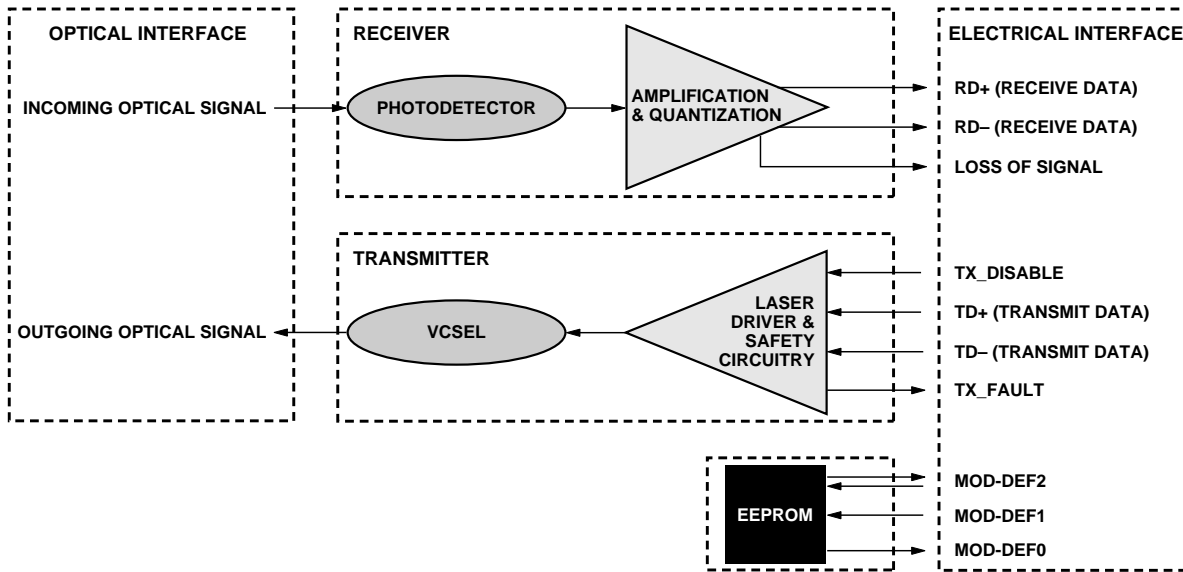 OPTICAL INTERFACE
INCOMING OPTICAL SIGNAL
OUTGOING OPTICAL SIGNAL
RECEIVER
PHOTODETECTOR
AMPLIFICATION
& QUANTIZATION
TRANSMITTER
VCSEL
LASER
DRIVER &
SAFETY
CIRCUITRY
EEPROM
ELECTRICAL INTERFACE
RD+ (RECEIVE DATA)
RD– (RECEIVE DATA)
LOSS OF SIGNAL
TX_DISABLE
TD+ (TRANSMIT DATA)
TD– (TRANSMIT DATA)
TX_FAULT
MOD-DEF2
MOD-DEF1
MOD-DEF0